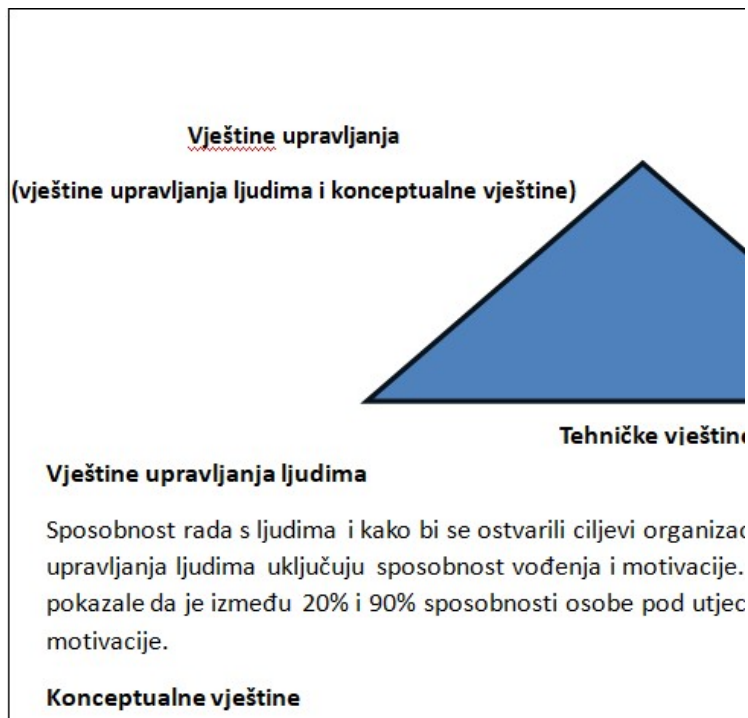 Vještine upravljanja
(vještine upravljanja ljudima i konceptualne vještine)
Tehničke vještine
Vještine upravljanja ljudima
Sposobnost rada s ljudima i kako bi se ostvarili ciljevi organizac
upravljanja ljudima uključuju sposobnost vođenja i motivacije.
pokazale da je između 20% i 90% sposobnosti osobe pod utjec
motivacije.
Konceptualne vještine